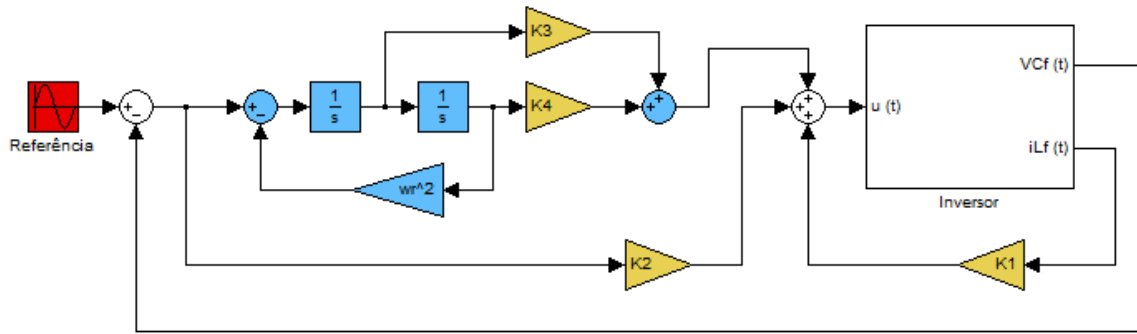 K3
VCf (t)
1
s
1
s
K4
u (t)
Referência
iLf (t)
wr^2
Inversor
K2
K1